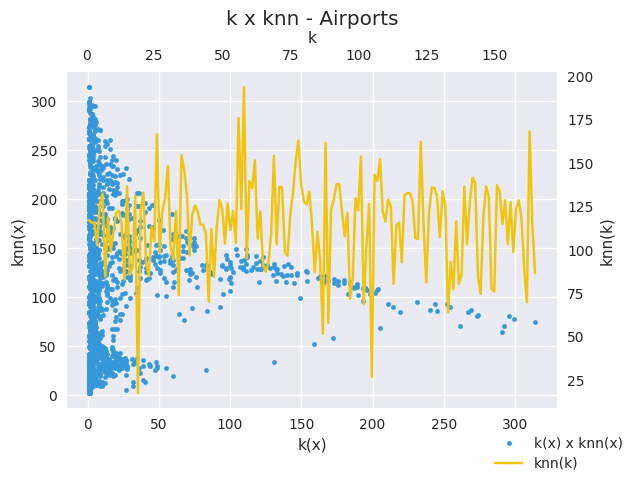 k x knn - Airports
k
0 25 50 75 100 125 150
300 250 200 150 100 50 0
knn(x)
200 175 150 125 100 75 50 25
knn(k)
0 50 100 150 200 250 300
k(x)
k(x) x knn(x)
knn(k)